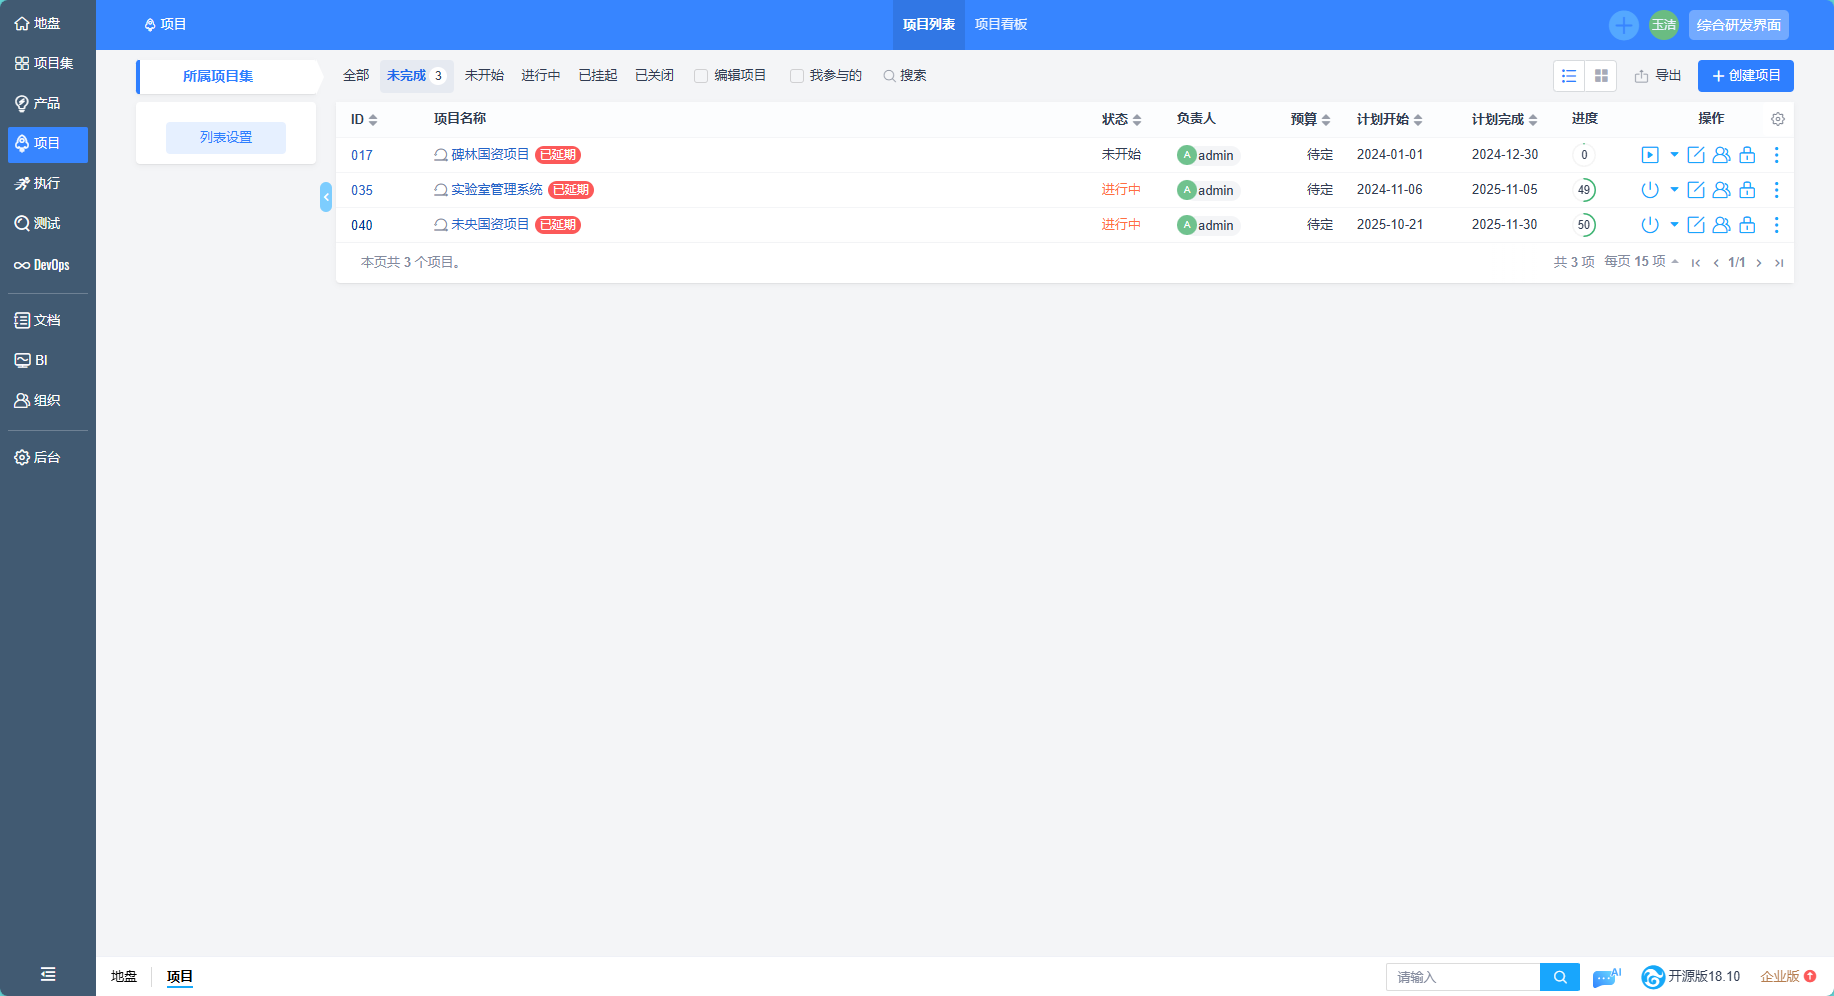 地盘
项目集
产品
项目
执行
测试
DevOps
文档
BI
组织
后台
项目
项目列表 项目看板
玉洁 综合研发界面
所属项目集
列表设置
全部 未完成 3 未开始 进行中 已挂起 已关闭 编辑项目 我参与的 搜索
导出 创建项目
ID 项目名称 状态 负责人 预算 计划开始 计划完成 进度 操作
017 碑林国资项目 已延期 未开始 A admin 待定 2024-01-01 2024-12-30 0
035 实验室管理系统 已延期 进行中 A admin 待定 2024-11-06 2025-11-05 49
040 未央国资项目 已延期 进行中 A admin 待定 2025-10-21 2025-11-30 50
本页共 3 个项目。 共 3 项 每页 15 项 1/1
地盘 项目 请输入 AI 开源版18.10 企业版